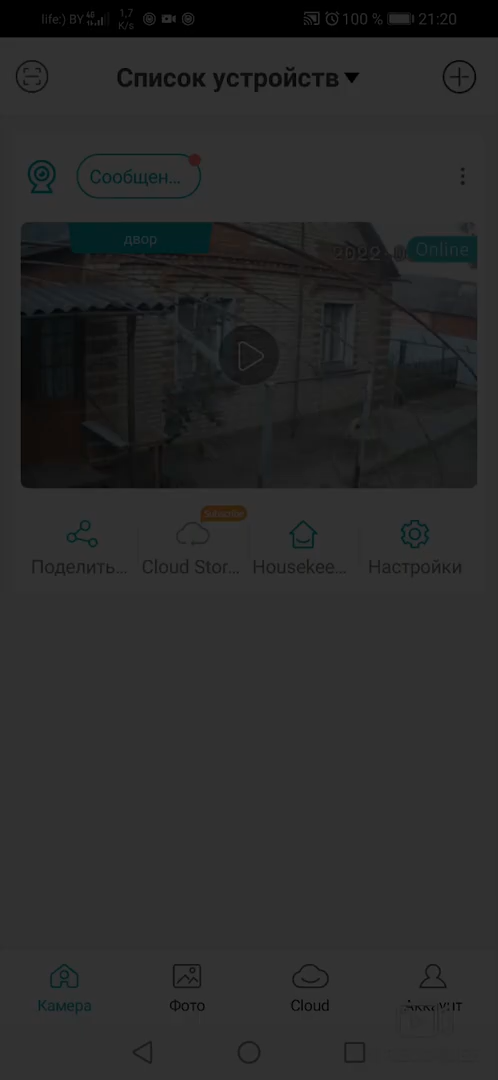 life:) BY 4G 1,7 K/s 100 % 21:20
Список устройств
Сообщен...
двор
2022-
Online
Subscribe
Поделить... Cloud Stor... Housekee... Настройки
Камера Фото Cloud Аккаунт